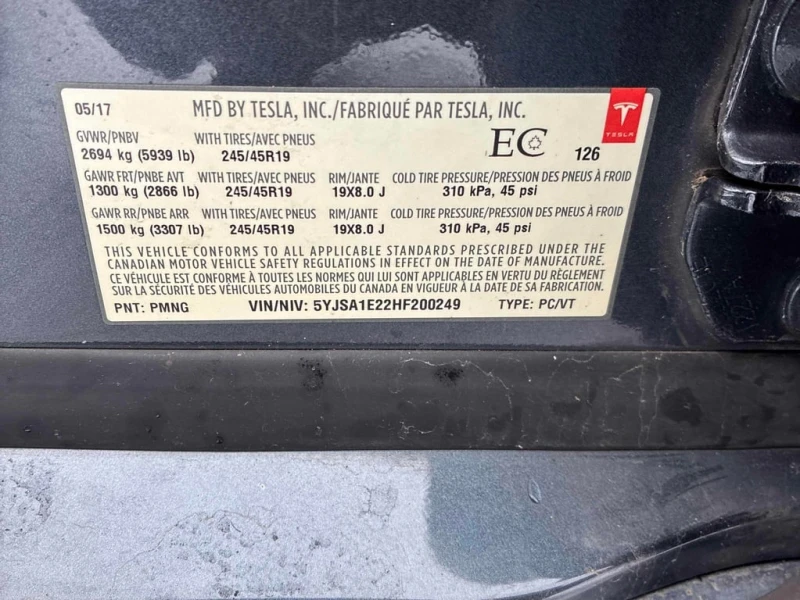 05/17 MFD BY TESLA, INC./FABRIQUÉ PAR TESLA, INC.
TESLA
GVWR/PNBV WITH TIRES/AVEC PNEUS EC 126
2694 kg (5939 lb) 245/45R19
GAWR FRT/PNBE AVT WITH TIRES/AVEC PNEUS RIM/JANTE COLD TIRE PRESSURE/PRESSION DES PNEUS À FROID
1300 kg (2866 lb) 245/45R19 19X8.0 J 310 kPa, 45 psi
GAWR RR/PNBE ARR WITH TIRES/AVEC PNEUS RIM/JANTE COLD TIRE PRESSURE/PRESSION DES PNEUS À FROID
1500 kg (3307 lb) 245/45R19 19X8.0 J 310 kPa, 45 psi
THIS VEHICLE CONFORMS TO ALL APPLICABLE STANDARDS PRESCRIBED UNDER THE
CANADIAN MOTOR VEHICLE SAFETY REGULATIONS IN EFFECT ON THE DATE OF MANUFACTURE.
CE VÉHICULE EST CONFORME À TOUTES LES NORMES QUI LUI SONT APPLICABLES EN VERTU DU RÈGLEMENT
SUR LA SÉCURITÉ DES VÉHICULES AUTOMOBILES DU CANADA EN VIGUEUR À LA DATE DE SA FABRICATION.
PNT: PMNG VIN/NIV: 5YJSA1E22HF200249 TYPE: PC/VT